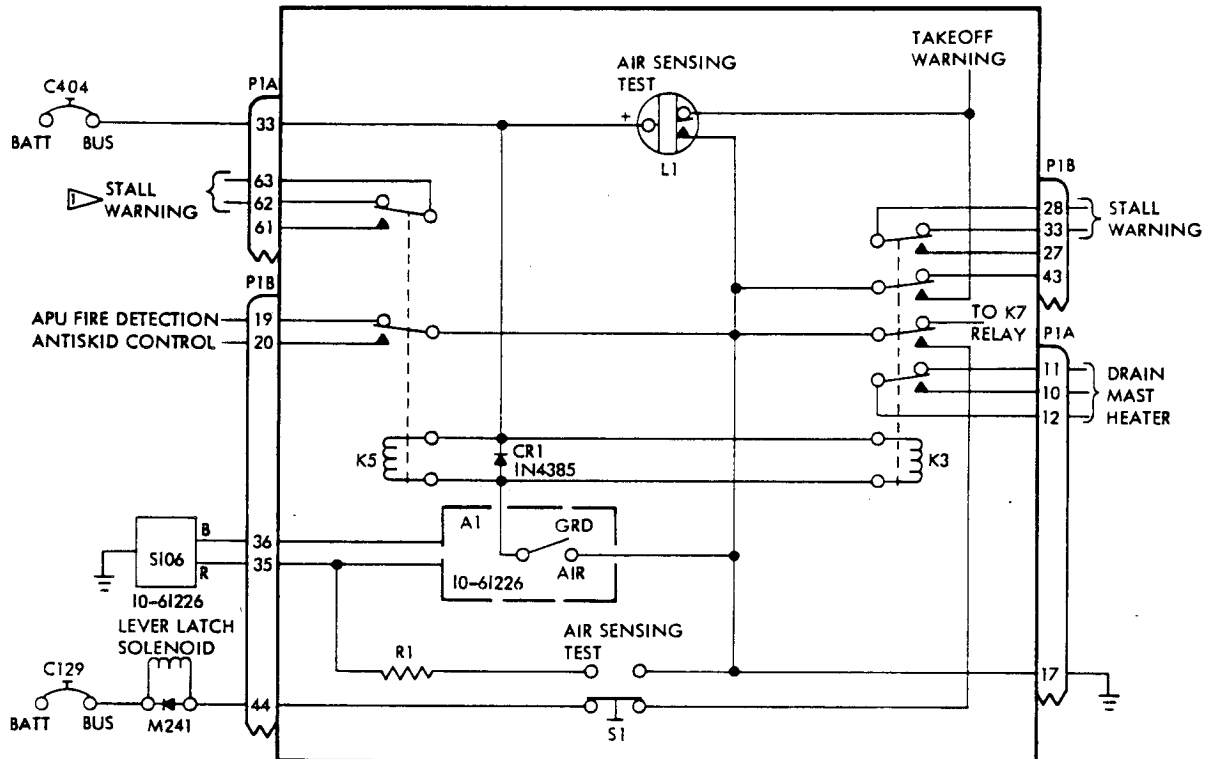 TAKEOFF
WARNING
AIR SENSING
TEST
C404
P1A
BATT BUS
33
+
L1
63
1 STALL
WARNING
62
61
P1B
28
33
27
43
STALL
WARNING
P1B
APU FIRE DETECTION 19
ANTISKID CONTROL 20
TO K7
RELAY
P1A
11
10
12
DRAIN
MAST
HEATER
K5
CR1
1N4385
K3
A1
GRD
AIR
10-61226
S106
B
R
36
35
10-61226
LEVER LATCH
SOLENOID
C129
BATT BUS
M241
44
R1
AIR SENSING
TEST
S1
17